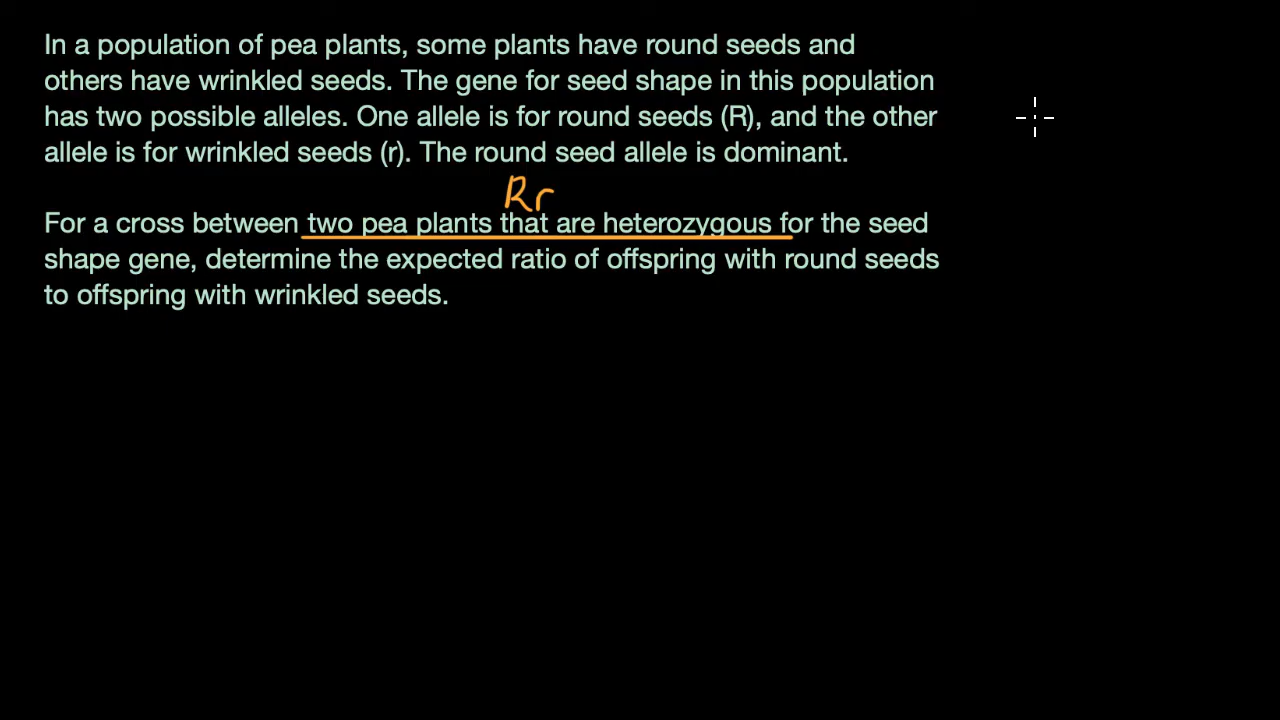 In a population of pea plants, some plants have round seeds and
others have wrinkled seeds. The gene for seed shape in this population
has two possible alleles. One allele is for round seeds (R), and the other
allele is for wrinkled seeds (r). The round seed allele is dominant.
Rr
For a cross between two pea plants that are heterozygous for the seed
shape gene, determine the expected ratio of offspring with round seeds
to offspring with wrinkled seeds.